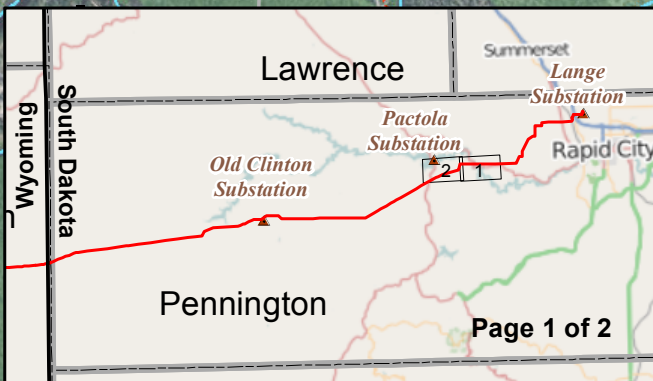 Summerset
Lawrence
Lange
Substation
Wyoming
South Dakota
Pactola
Substation
Rapid City
Old Clinton
Substation
2
1
Pennington
Page 1 of 2